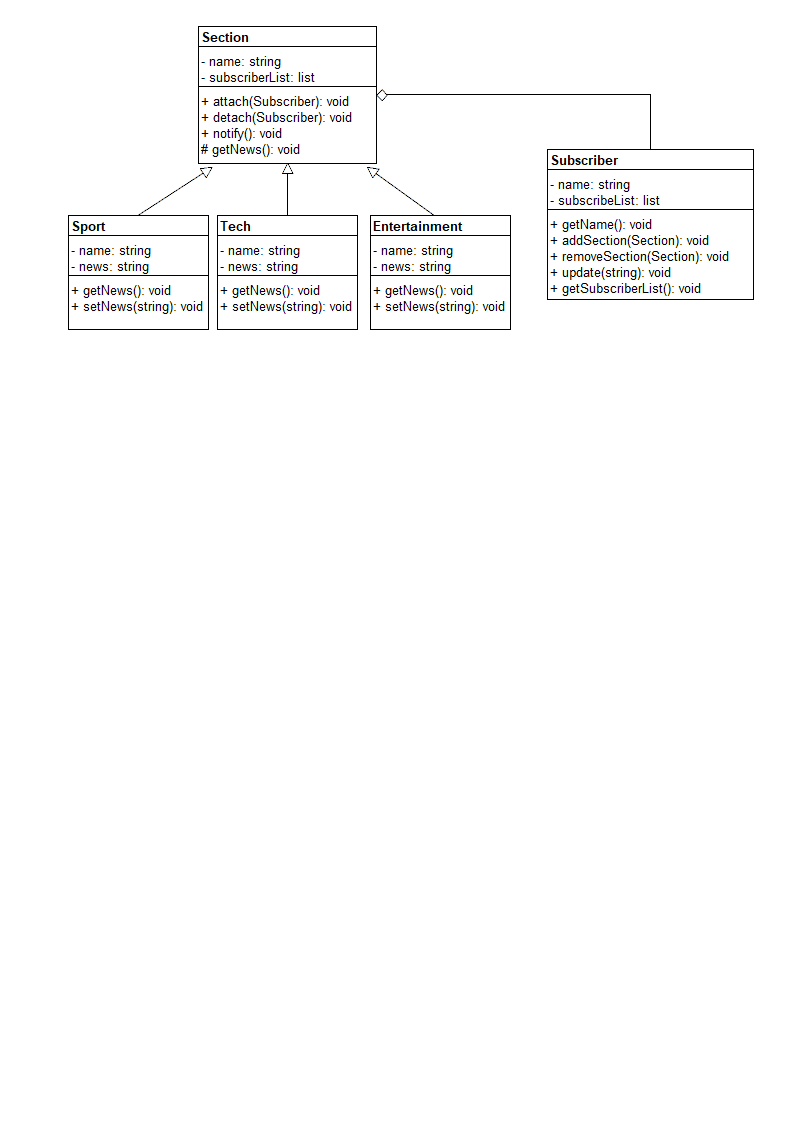 Section
- name: string
- subscriberList: list
+ attach(Subscriber): void
+ detach(Subscriber): void
+ notify(): void
# getNews(): void
Subscriber
- name: string
- subscribeList: list
+ getName(): void
+ addSection(Section): void
+ removeSection(Section): void
+ update(string): void
+ getSubscriberList(): void
Sport
- name: string
- news: string
+ getNews(): void
+ setNews(string): void
Tech
- name: string
- news: string
+ getNews(): void
+ setNews(string): void
Entertainment
- name: string
- news: string
+ getNews(): void
+ setNews(string): void